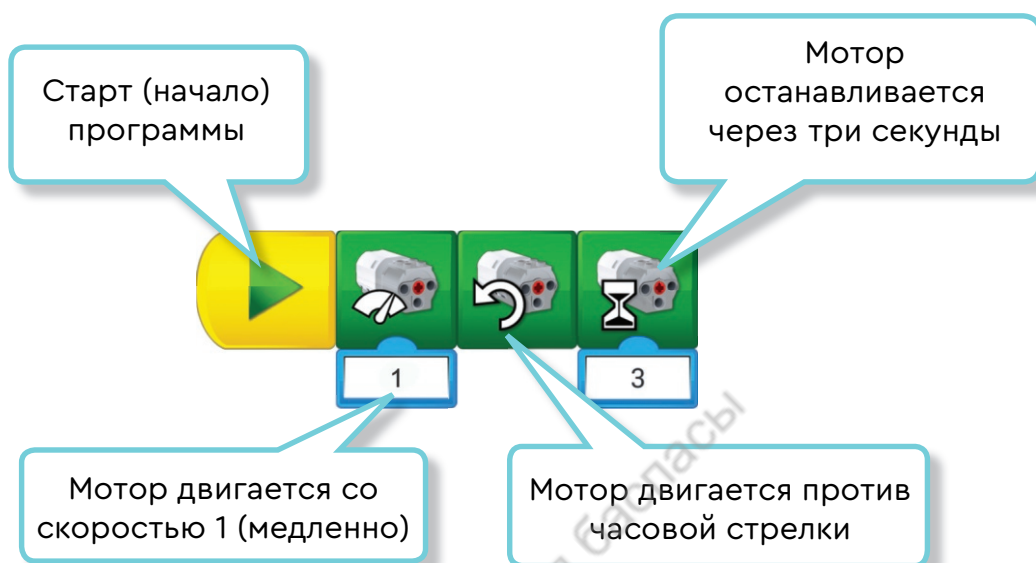 Старт (начало)
программы
Мотор
останавливается
через три секунды
1
3
Мотор двигается со
скоростью 1 (медленно)
Мотор двигается против
часовой стрелки
баспасы